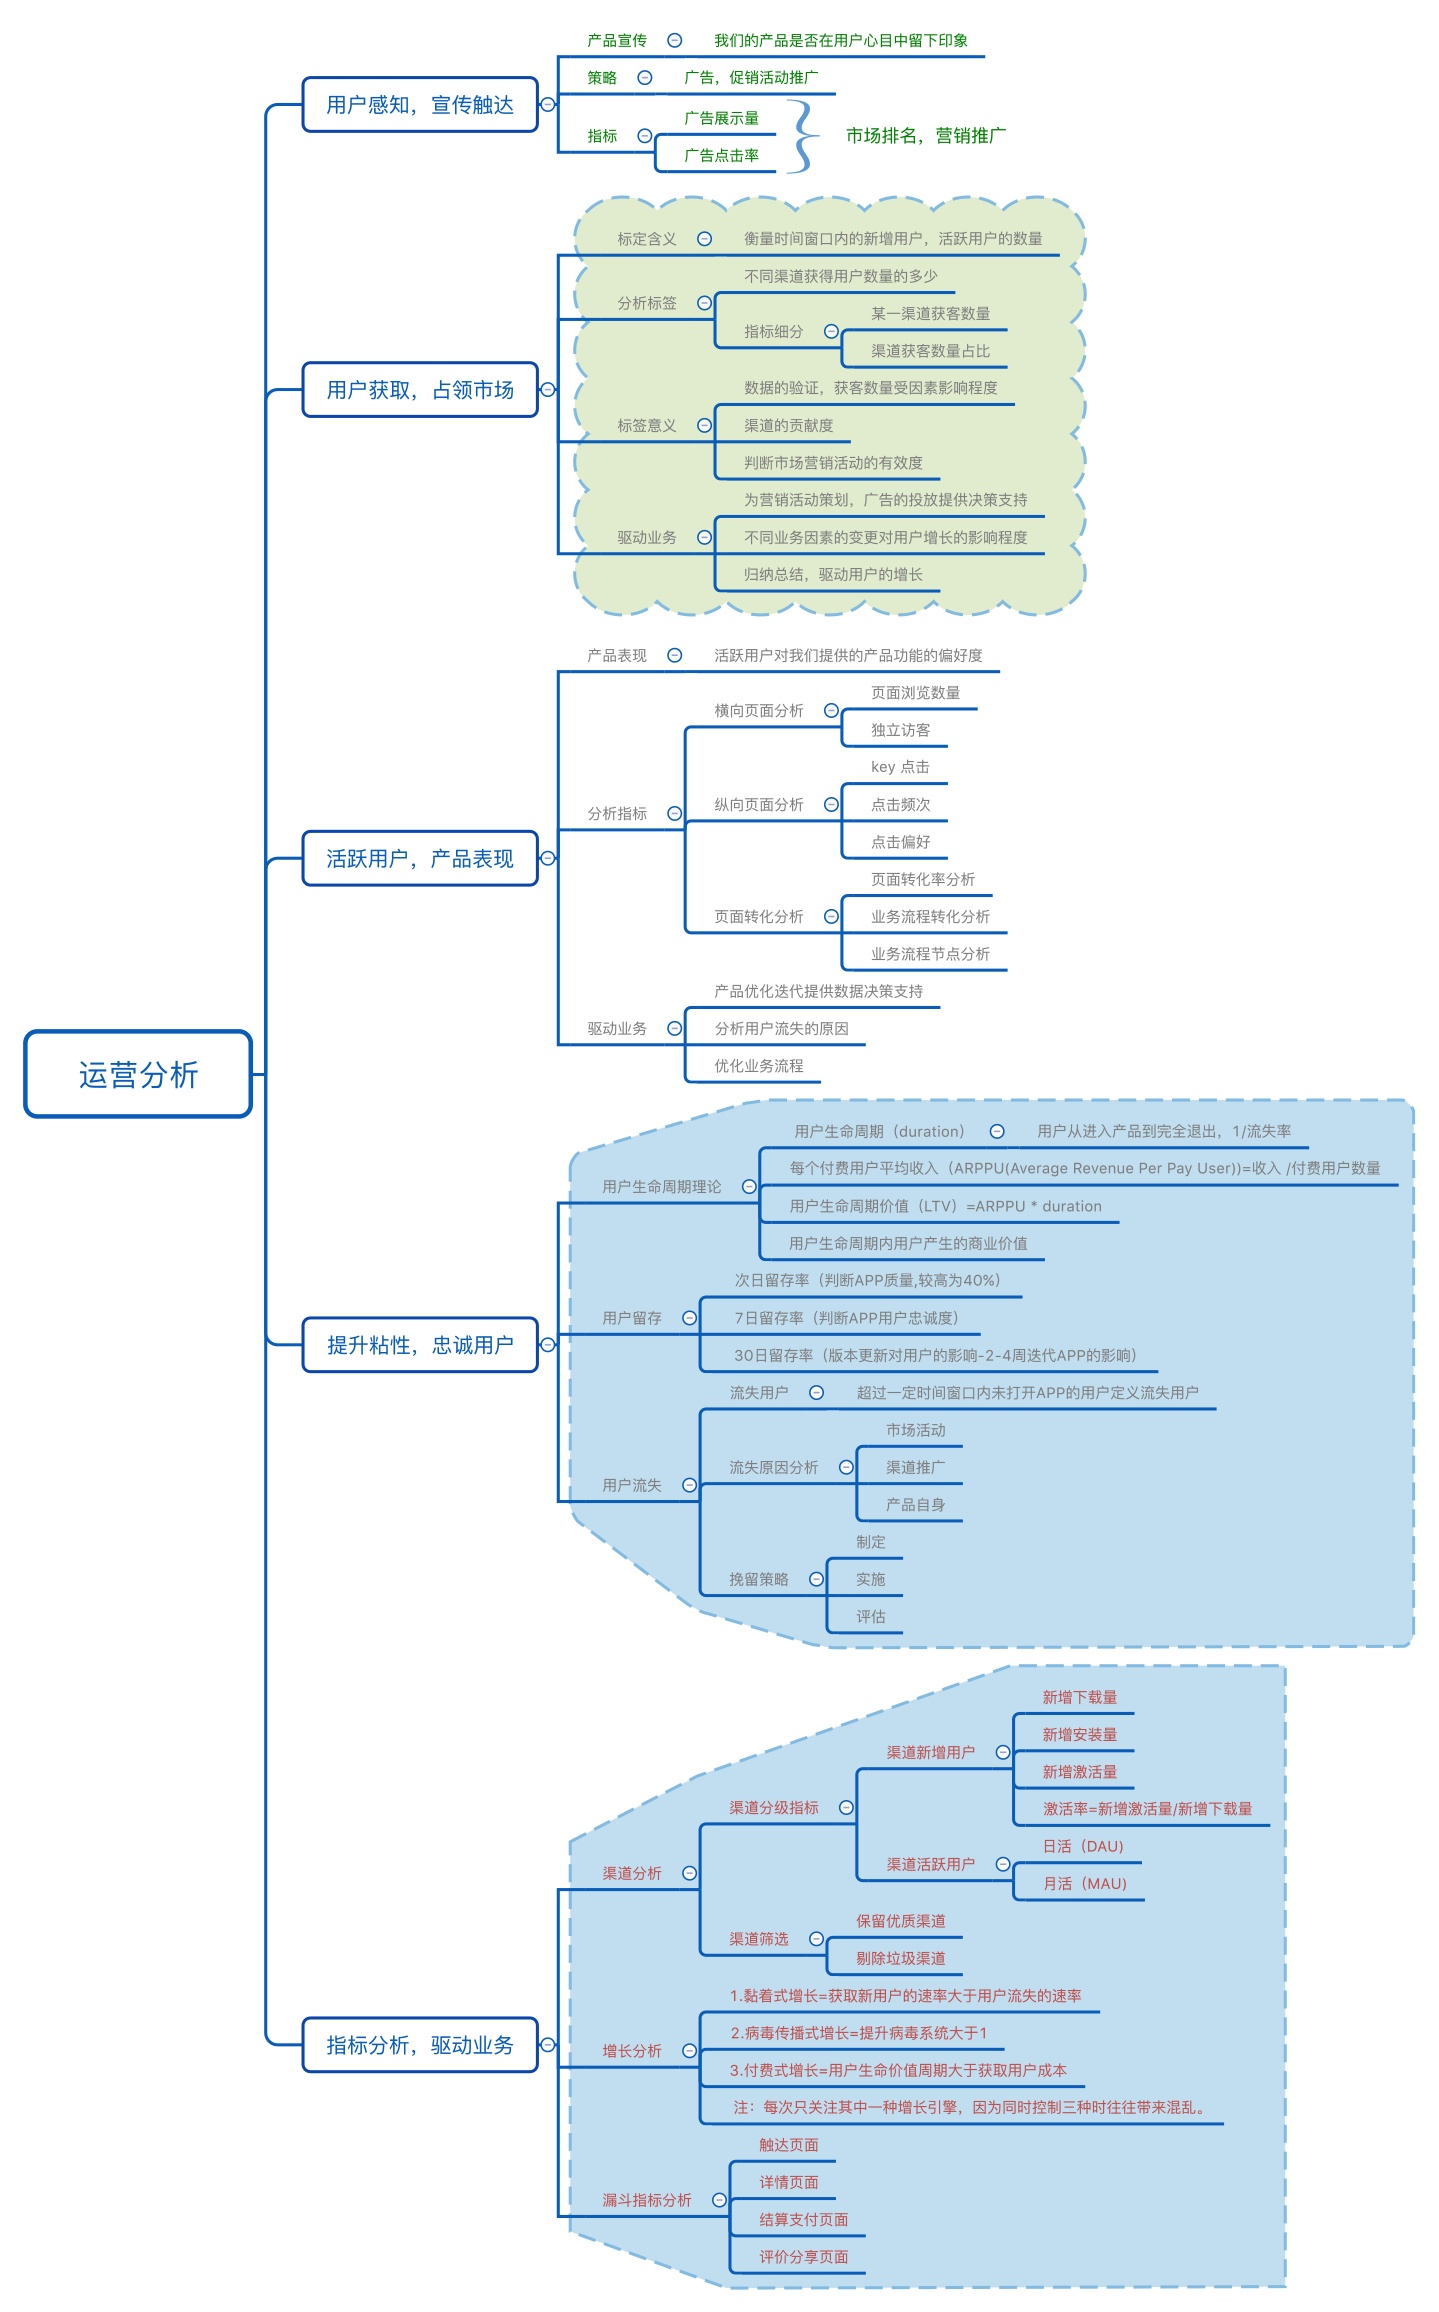 运营分析
用户感知，宣传触达
产品宣传
我们的产品是否在用户心目中留下印象
策略
广告，促销活动推广
指标
广告展示量
广告点击率
市场排名，营销推广
用户获取，占领市场
标定含义
衡量时间窗口内的新增用户，活跃用户的数量
分析标签
不同渠道获得用户数量的多少
指标细分
某一渠道获客数量
渠道获客数量占比
标签意义
数据的验证，获客数量受因素影响程度
渠道的贡献度
判断市场营销活动的有效度
驱动业务
为营销活动策划，广告的投放提供决策支持
不同业务因素的变更对用户增长的影响程度
归纳总结，驱动用户的增长
活跃用户，产品表现
产品表现
活跃用户对我们提供的产品功能的偏好度
分析指标
横向页面分析
页面浏览数量
独立访客
纵向页面分析
key 点击
点击频次
点击偏好
页面转化分析
页面转化率分析
业务流程转化分析
业务流程节点分析
驱动业务
产品优化迭代提供数据决策支持
分析用户流失的原因
优化业务流程
提升粘性，忠诚用户
用户生命周期理论
用户生命周期（duration）
用户从进入产品到完全退出，1/流失率
每个付费用户平均收入（ARPPU(Average Revenue Per Pay User))=收入 /付费用户数量
用户生命周期价值（LTV）=ARPPU * duration
用户生命周期内用户产生的商业价值
用户留存
次日留存率（判断APP质量,较高为40%）
7日留存率（判断APP用户忠诚度）
30日留存率（版本更新对用户的影响-2-4周迭代APP的影响）
用户流失
流失用户
超过一定时间窗口内未打开APP的用户定义流失用户
流失原因分析
市场活动
渠道推广
产品自身
挽留策略
制定
实施
评估
指标分析，驱动业务
渠道分析
渠道分级指标
渠道新增用户
新增下载量
新增安装量
新增激活量
激活率=新增激活量/新增下载量
渠道活跃用户
日活（DAU)
月活（MAU)
渠道筛选
保留优质渠道
剔除垃圾渠道
增长分析
1.黏着式增长=获取新用户的速率大于用户流失的速率
2.病毒传播式增长=提升病毒系统大于1
3.付费式增长=用户生命价值周期大于获取用户成本
注：每次只关注其中一种增长引擎，因为同时控制三种时往往带来混乱。
漏斗指标分析
触达页面
详情页面
结算支付页面
评价分享页面